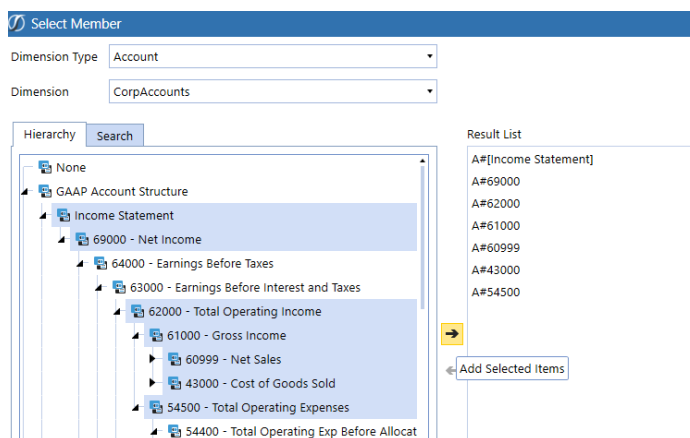 Select Member
Dimension Type Account
Dimension CorpAccounts
Hierarchy Search
None
GAAP Account Structure
Income Statement
69000 - Net Income
64000 - Earnings Before Taxes
63000 - Earnings Before Interest and Taxes
62000 - Total Operating Income
61000 - Gross Income
60999 - Net Sales
43000 - Cost of Goods Sold
54500 - Total Operating Expenses
54400 - Total Operating Exp Before Allocat
Result List
A#[Income Statement]
A#69000
A#62000
A#61000
A#60999
A#43000
A#54500
Add Selected Items